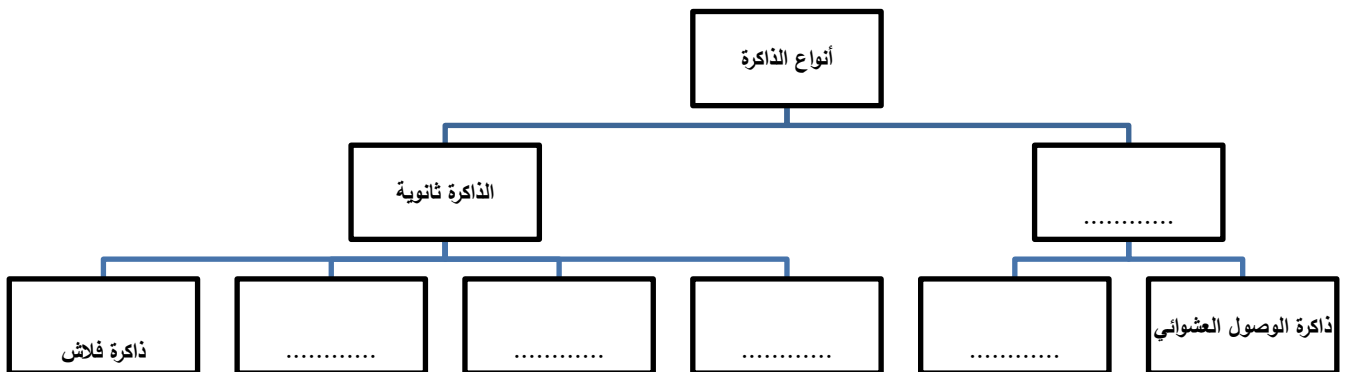 أنواع الذاكرة
............
الذاكرة ثانوية
ذاكرة الوصول العشوائي
............
............
............
............
ذاكرة فلاش